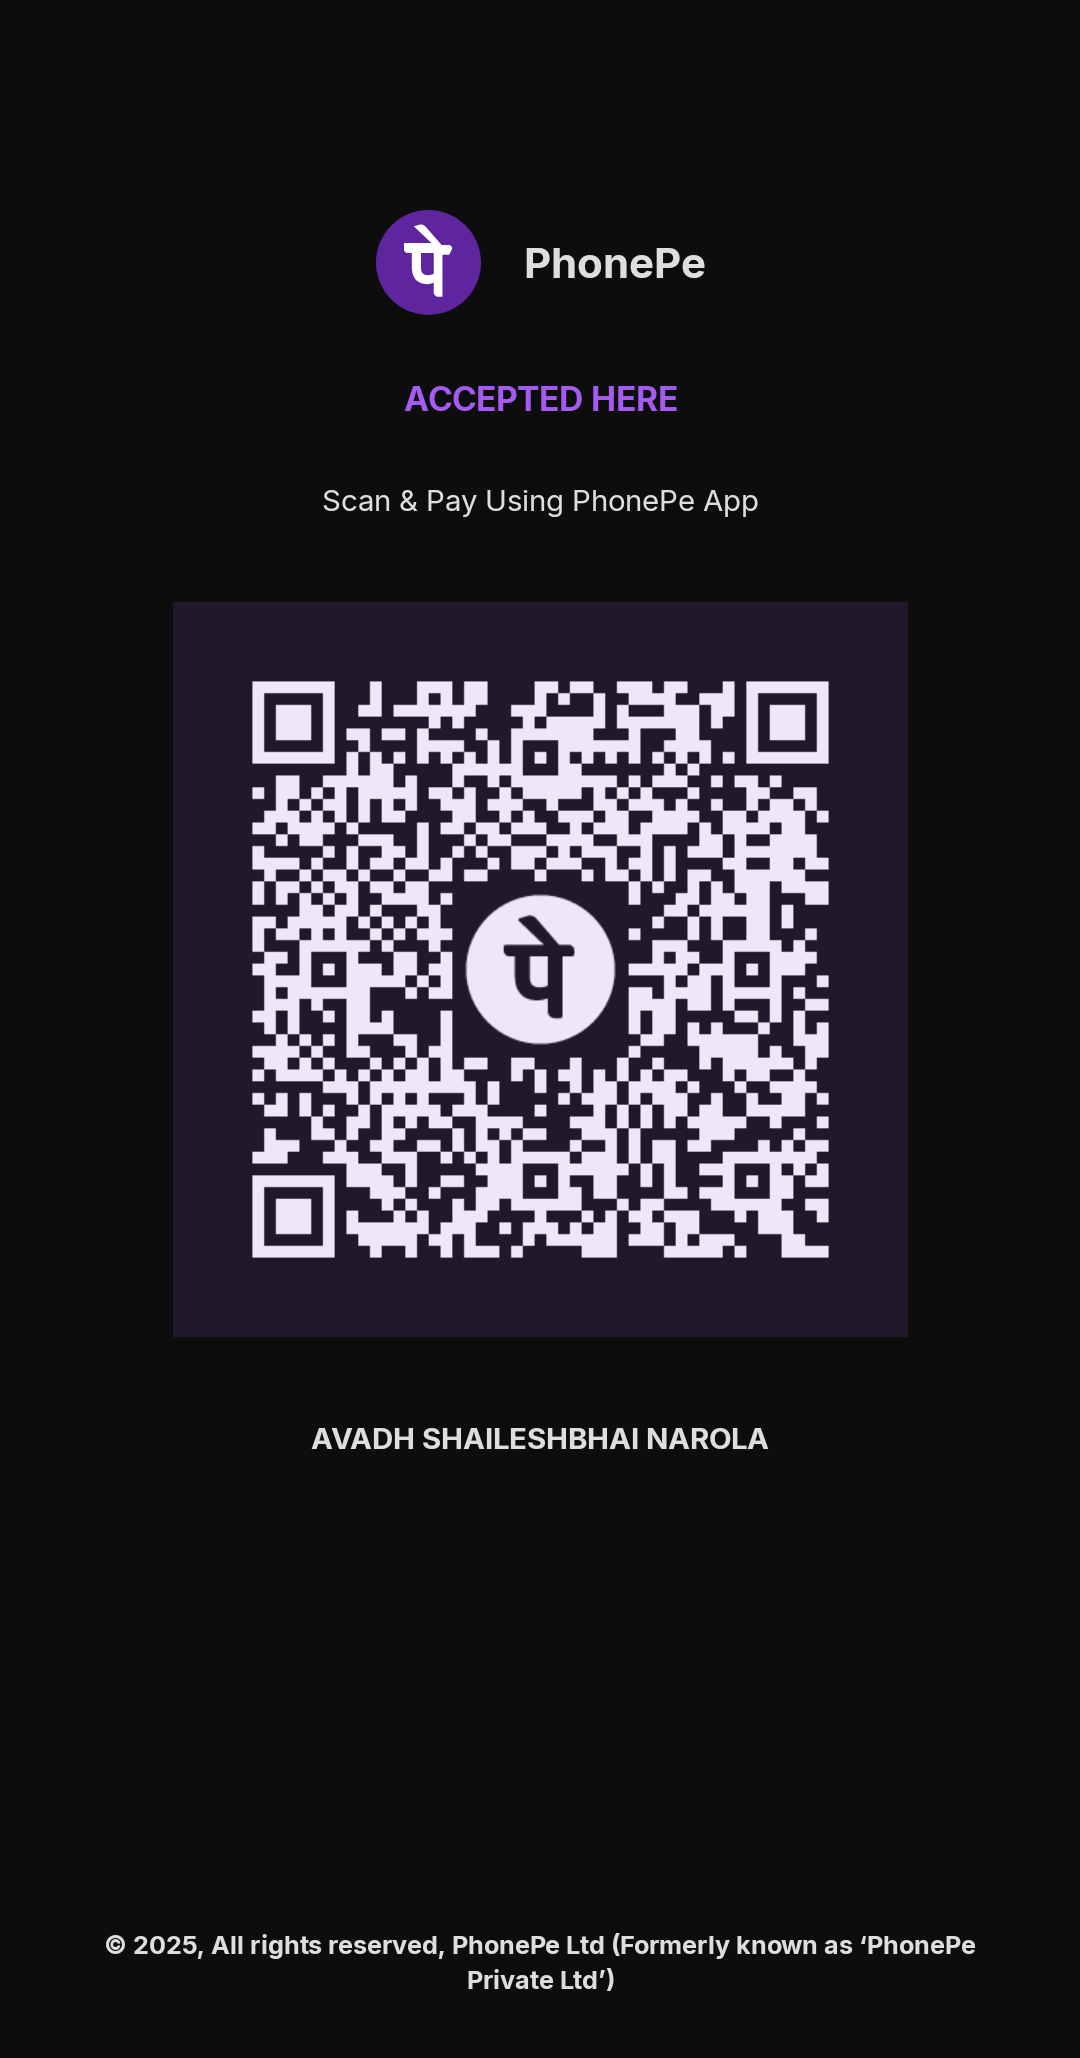 पे PhonePe
ACCEPTED HERE
Scan & Pay Using PhonePe App
पे
AVADH SHAILESHBHAI NAROLA
© 2025, All rights reserved, PhonePe Ltd (Formerly known as ‘PhonePe
Private Ltd’)